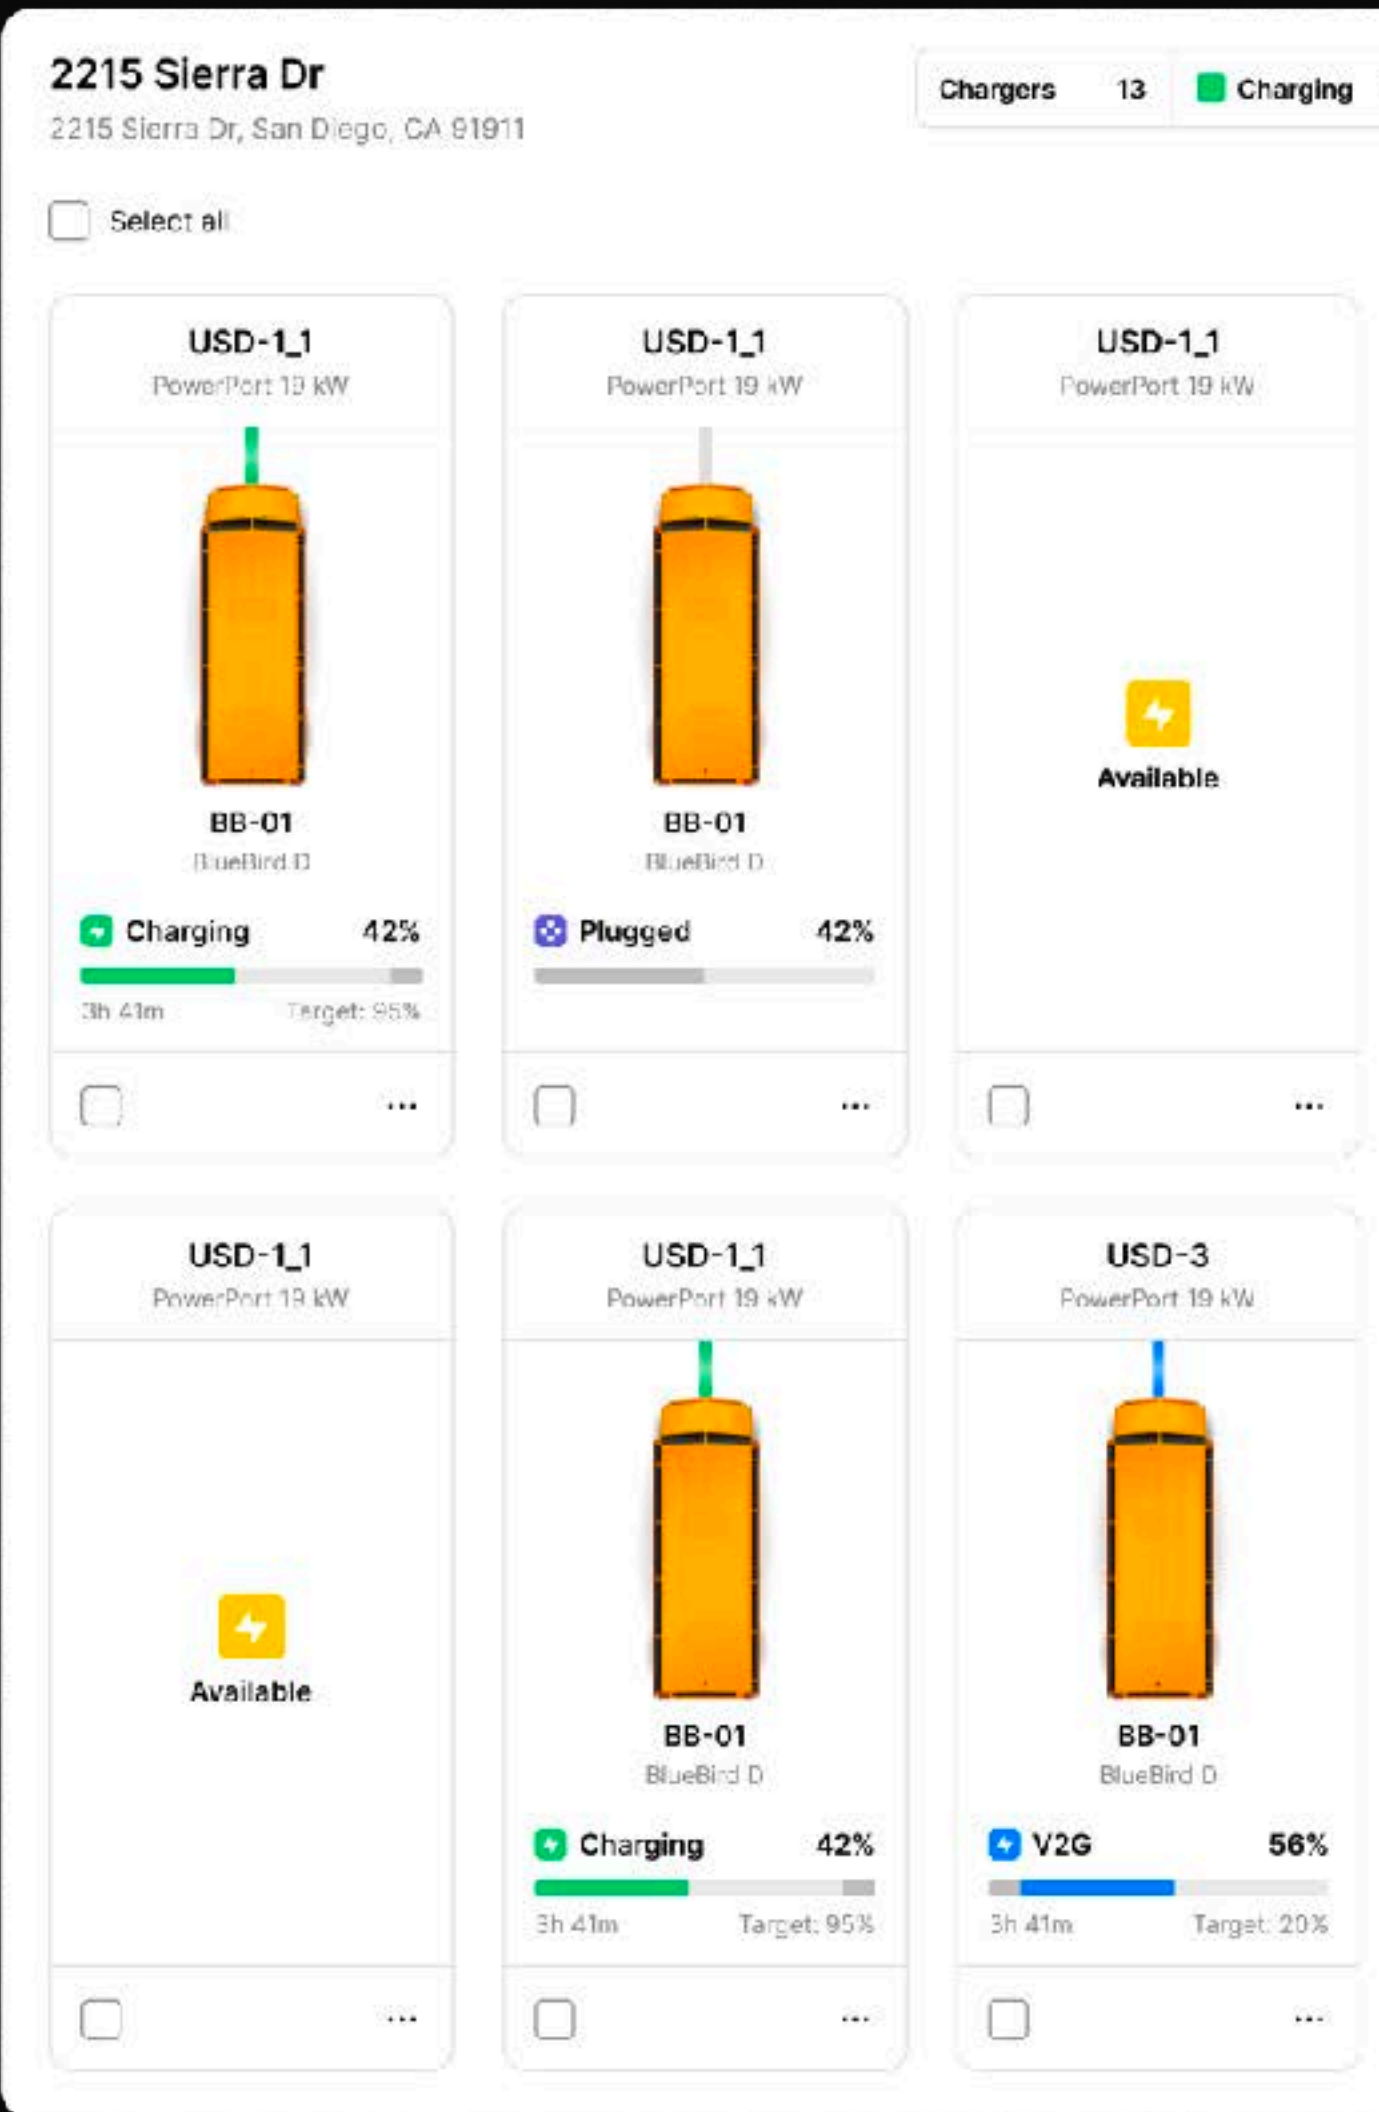 2215 Sierra Dr
2215 Sierra Dr, San Diego, CA 91911
Chargers 13 Charging
Select all
USD-1_1
PowerPort 19 kW
BB-01
BlueBird D
Charging 42%
3h 41m Target: 95%
...
USD-1_1
PowerPort 19 kW
BB-01
BlueBird D
Plugged 42%
...
USD-1_1
PowerPort 19 kW
Available
...
USD-1_1
PowerPort 19 kW
Available
...
USD-1_1
PowerPort 19 kW
BB-01
BlueBird D
Charging 42%
3h 41m Target: 95%
...
USD-3
PowerPort 19 kW
BB-01
BlueBird D
V2G 56%
3h 41m Target: 20%
...